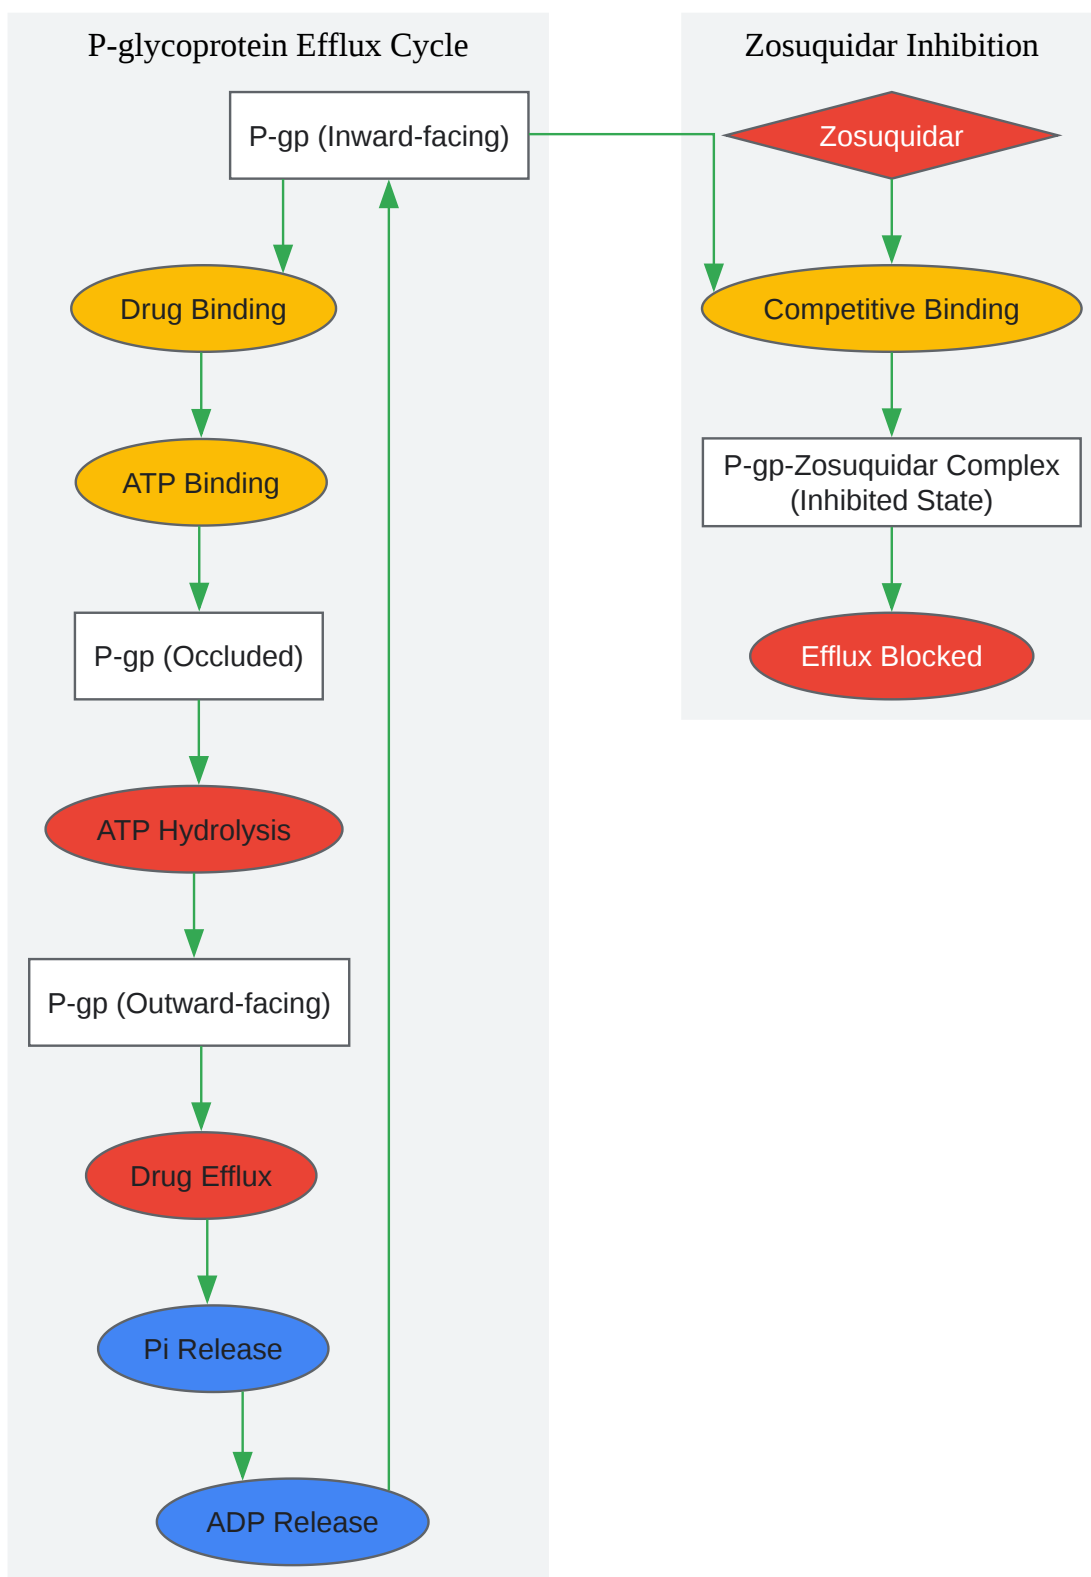 P-glycoprotein Efflux Cycle
P-gp (Inward-facing)
Drug Binding
ATP Binding
P-gp (Occluded)
ATP Hydrolysis
P-gp (Outward-facing)
Drug Efflux
Pi Release
ADP Release
Zosuquidar Inhibition
Zosuquidar
Competitive Binding
P-gp-Zosuquidar Complex
(Inhibited State)
Efflux Blocked